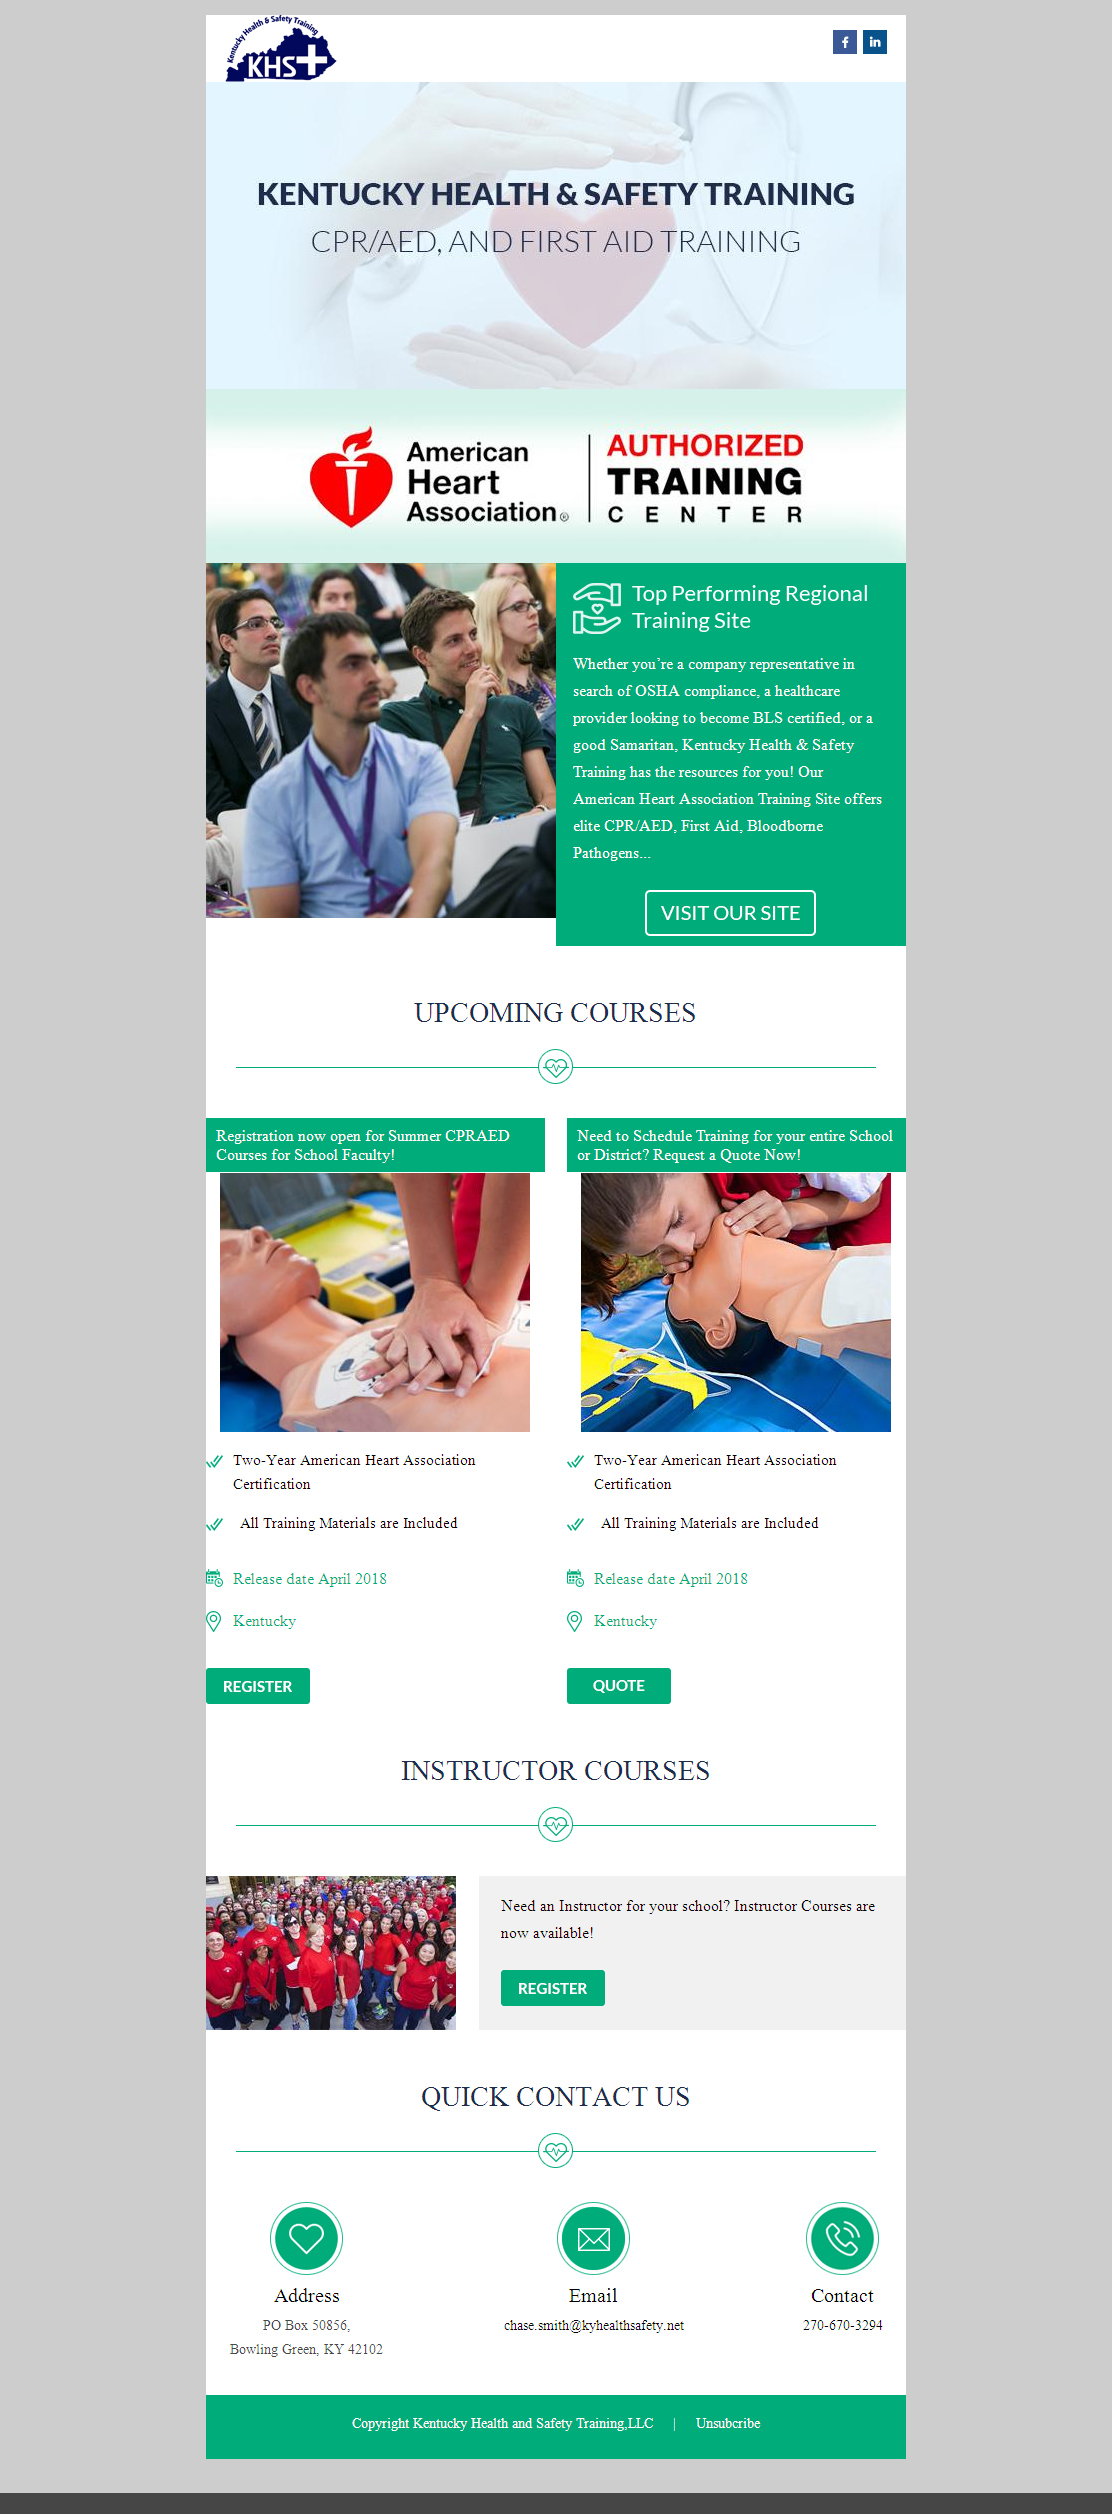 Kentucky Health & Safety Training
KHS
KENTUCKY HEALTH & SAFETY TRAINING
CPR/AED, AND FIRST AID TRAINING
American
Heart
Association®
AUTHORIZED
TRAINING
CENTER
Top Performing Regional
Training Site
Whether you're a company representative in
search of OSHA compliance, a healthcare
provider looking to become BLS certified, or a
good Samaritan, Kentucky Health & Safety
Training has the resources for you! Our
American Heart Association Training Site offers
elite CPR/AED, First Aid, Bloodborne
Pathogens...
VISIT OUR SITE
UPCOMING COURSES
Registration now open for Summer CPRAED
Courses for School Faculty!
Two-Year American Heart Association
Certification
All Training Materials are Included
Release date April 2018
Kentucky
REGISTER
Need to Schedule Training for your entire School
or District? Request a Quote Now!
Two-Year American Heart Association
Certification
All Training Materials are Included
Release date April 2018
Kentucky
QUOTE
INSTRUCTOR COURSES
Need an Instructor for your school? Instructor Courses are
now available!
REGISTER
QUICK CONTACT US
Address
PO Box 50856,
Bowling Green, KY 42102
Email
chase.smith@kyhealthsafety.net
Contact
270-670-3294
Copyright Kentucky Health and Safety Training,LLC | Unsubcribe